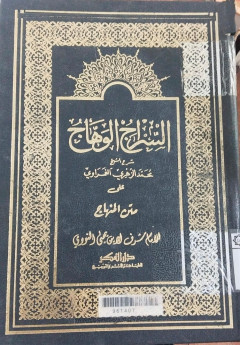 السراج الوهاج
شرح الشيخ
محمد الزهري الغمراوي
على
متن المنهاج
للإمام شرف الدين يحيى النووي
دار الفكر